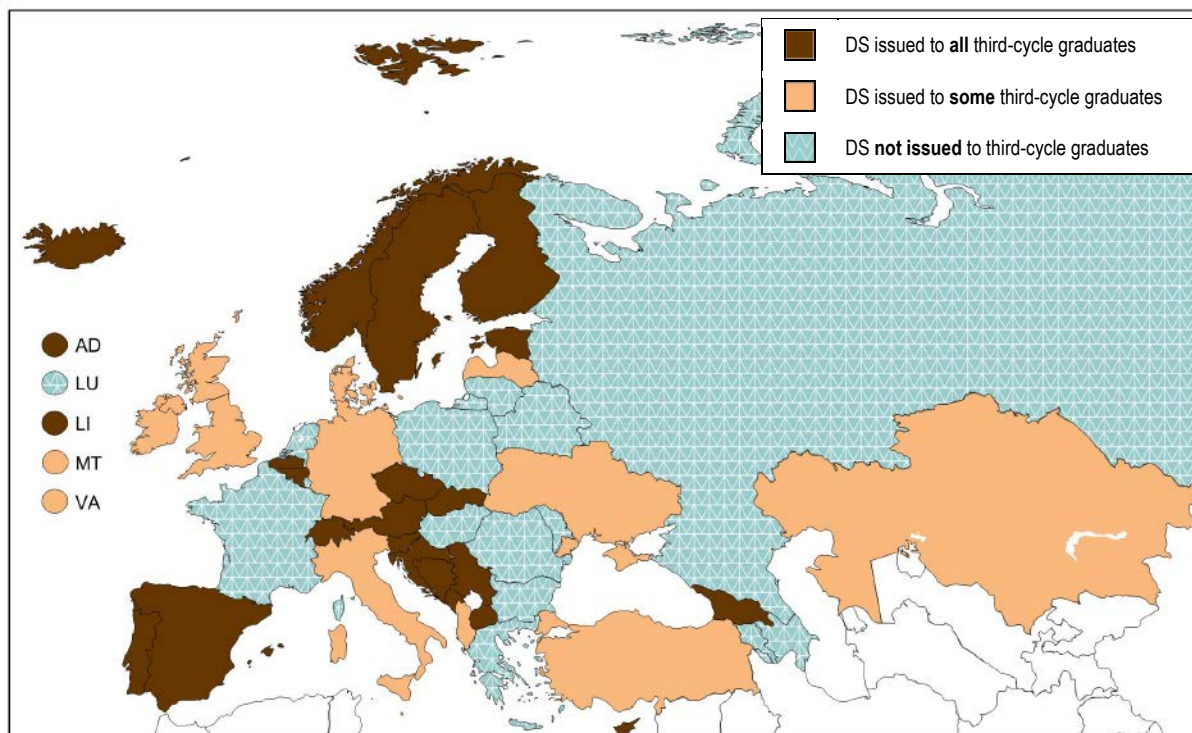 DS issued to all third-cycle graduates
DS issued to some third-cycle graduates
DS not issued to third-cycle graduates
AD
LU
LI
MT
VA